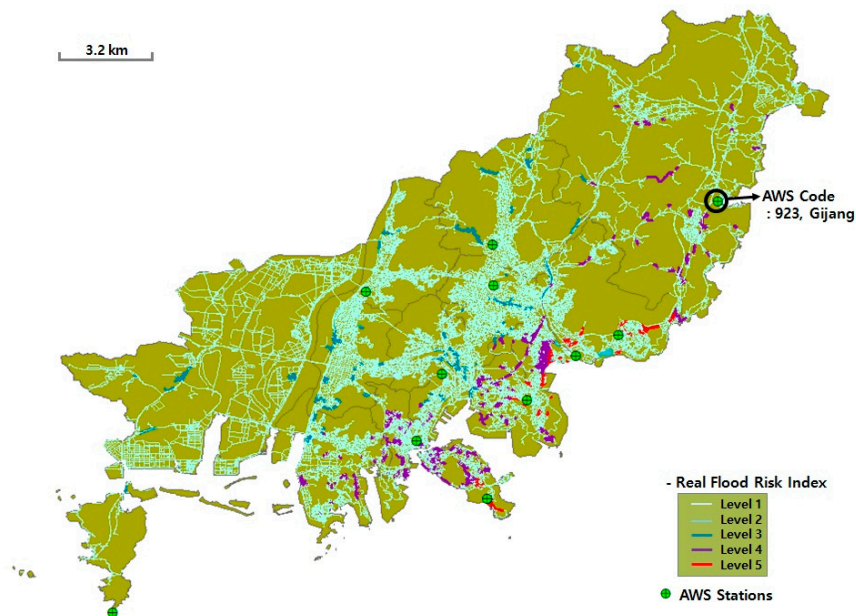 3.2 km
AWS Code
: 923, Gijang
- Real Flood Risk Index
Level 1
Level 2
Level 3
Level 4
Level 5
AWS Stations